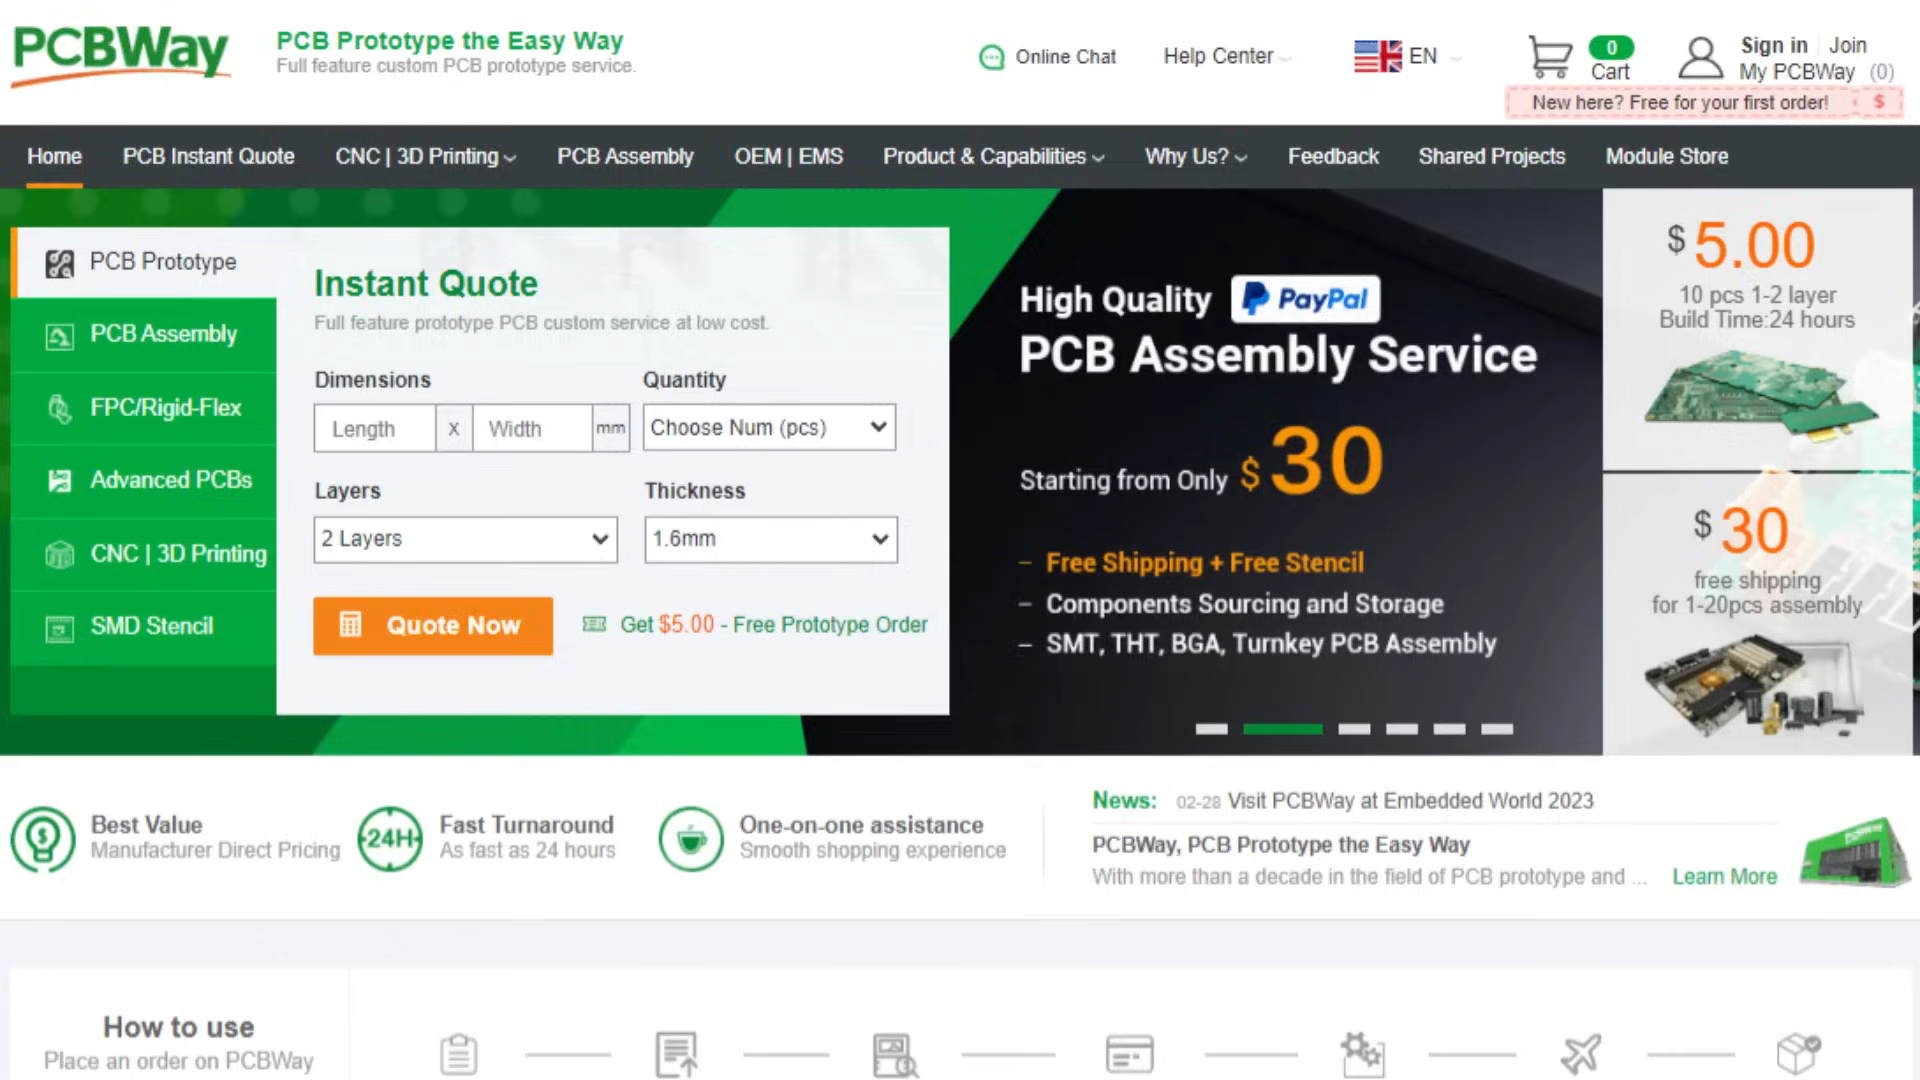 PCBWay
PCB Prototype the Easy Way
Full feature custom PCB prototype service.
Online Chat
Help Center
EN
0
Cart
Sign in Join
My PCBWay (0)
New here? Free for your first order! $
Home
PCB Instant Quote
CNC | 3D Printing
PCB Assembly
OEM | EMS
Product & Capabilities
Why Us?
Feedback
Shared Projects
Module Store
PCB Prototype
PCB Assembly
FPC/Rigid-Flex
Advanced PCBs
CNC | 3D Printing
SMD Stencil
Instant Quote
Full feature prototype PCB custom service at low cost.
Dimensions
Quantity
Length x Width mm
Choose Num (pcs)
Layers
Thickness
2 Layers
1.6mm
Quote Now
Get $5.00 - Free Prototype Order
High Quality PayPal
PCB Assembly Service
Starting from Only $ 30
– Free Shipping + Free Stencil
– Components Sourcing and Storage
– SMT, THT, BGA, Turnkey PCB Assembly
$ 5.00
10 pcs 1-2 layer
Build Time:24 hours
$ 30
free shipping
for 1-20pcs assembly
Best Value
Manufacturer Direct Pricing
24H
Fast Turnaround
As fast as 24 hours
One-on-one assistance
Smooth shopping experience
News: 02-28 Visit PCBWay at Embedded World 2023
PCBWay, PCB Prototype the Easy Way
With more than a decade in the field of PCB prototype and ...
Learn More
PCBWay
How to use
Place an order on PCBWay